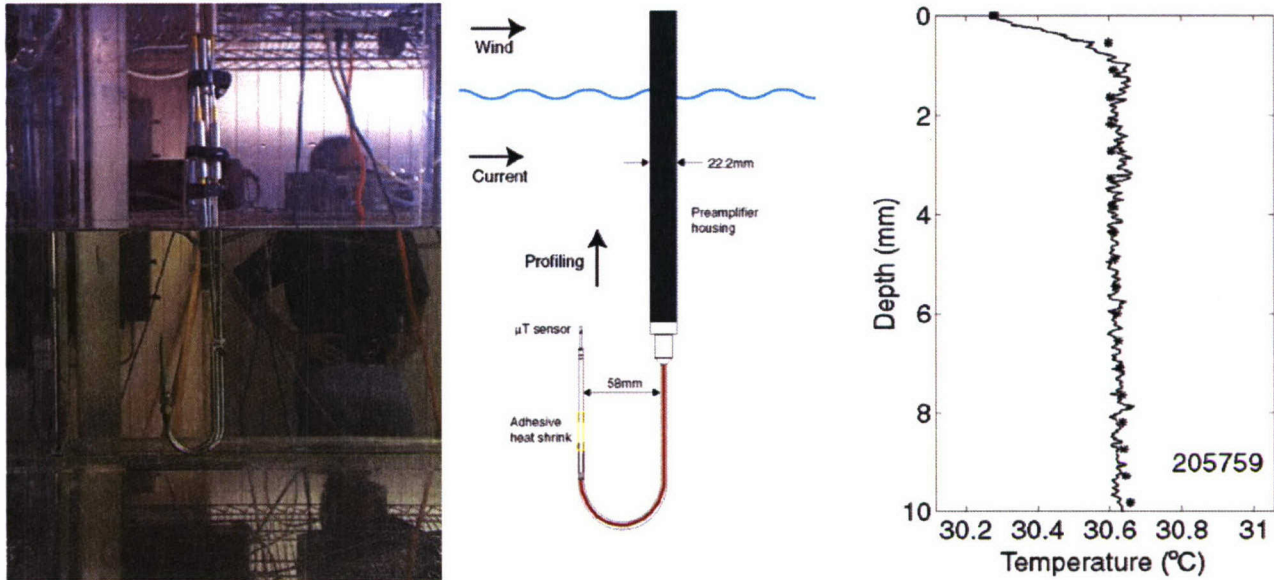 Wind
Current
22.2mm
Preamplifier
housing
Profiling
µT sensor
58mm
Adhesive
heat shrink
0
2
4
6
8
10
Depth (mm)
205759
30.2 30.4 30.6 30.8 31
Temperature (ºC)